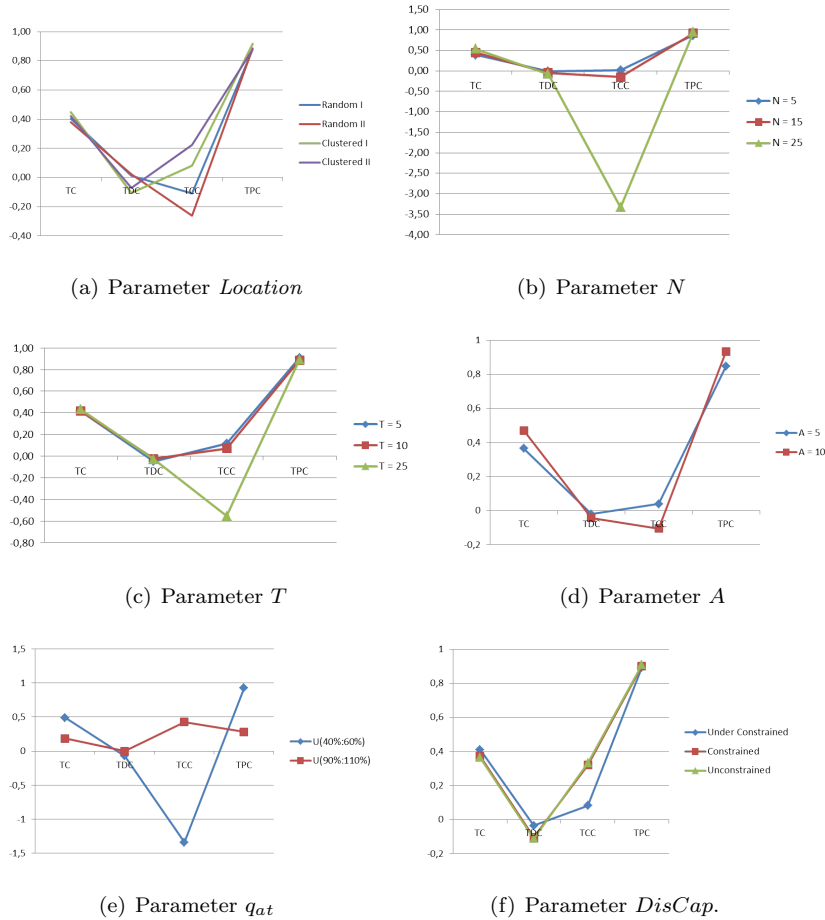 1,00
0,80
0,60
0,40
0,20
0,00
-0,20
-0,40
TC
TDC
TCC
TPC
Random I
Random II
Clustered I
Clustered II
(a) Parameter Location
1,50
1,00
0,50
0,00
-0,50
-1,00
-1,50
-2,00
-2,50
-3,00
-3,50
-4,00
TC
TDC
TCC
TPC
N = 5
N = 15
N = 25
(b) Parameter N
1,00
0,80
0,60
0,40
0,20
0,00
-0,20
-0,40
-0,60
-0,80
TC
TDC
TCC
TPC
T = 5
T = 10
T = 25
(c) Parameter T
1
0,8
0,6
0,4
0,2
0
-0,2
TC
TDC
TCC
TPC
A = 5
A = 10
(d) Parameter A
1,5
1
0,5
0
-0,5
-1
-1,5
TC
TDC
TCC
TPC
U(40%:60%)
U(90%:110%)
(e) Parameter q_at
1
0,8
0,6
0,4
0,2
0
-0,2
TC
TDC
TCC
TPC
Under Constrained
Constrained
Unconstrained
(f) Parameter DisCap.